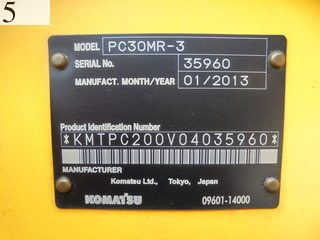 5
MODEL PC30MR-3
SERIAL No. 35960
MANUFACT. MONTH/YEAR 01/2013
Product Identification Number
*KMTPC200V04035960*
MANUFACTURER
Komatsu Ltd., Tokyo, Japan
KOMATSU 09601-14000